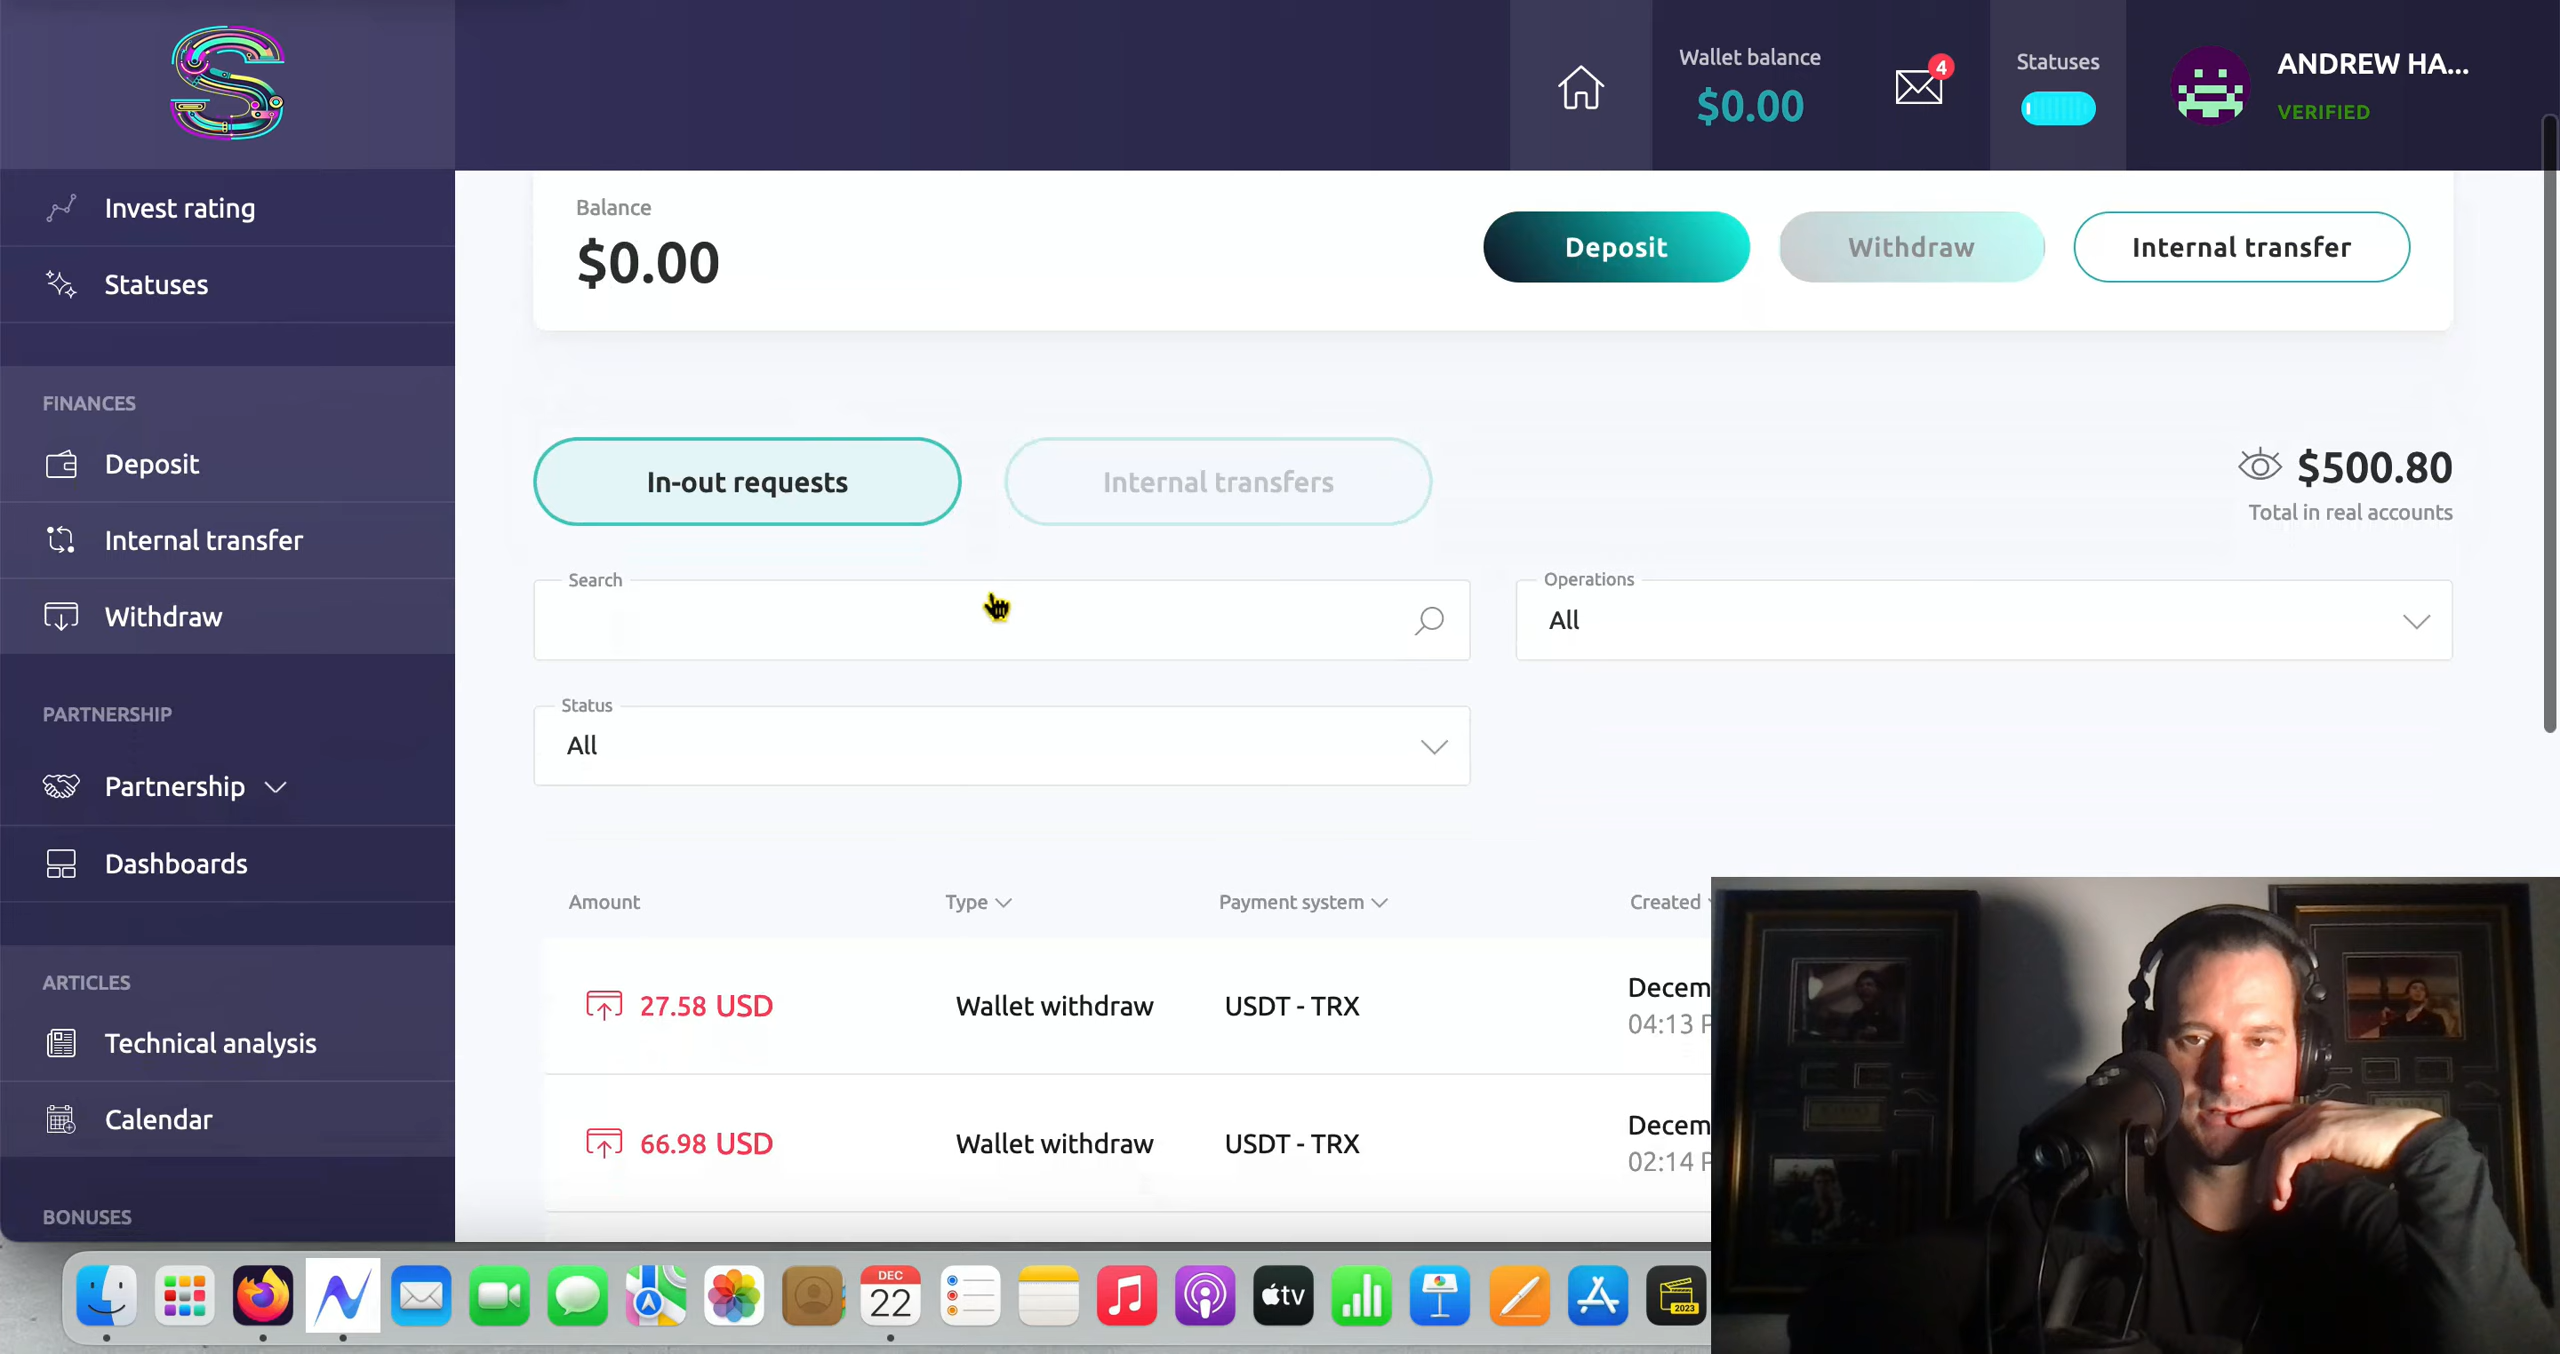 Wallet balance
$0.00
4
Statuses
ANDREW HA...
VERIFIED
Invest rating
Statuses
FINANCES
Deposit
Internal transfer
Withdraw
PARTNERSHIP
Partnership
Dashboards
ARTICLES
Technical analysis
Calendar
BONUSES
Balance
$0.00
Deposit
Withdraw
Internal transfer
In-out requests
Internal transfers
$500.80
Total in real accounts
Search
Operations
All
Status
All
Amount
Type
Payment system
Created
27.58 USD
Wallet withdraw
USDT - TRX
Decem
04:13 P
66.98 USD
Wallet withdraw
USDT - TRX
Decem
02:14 P
DEC
22
tv
2023